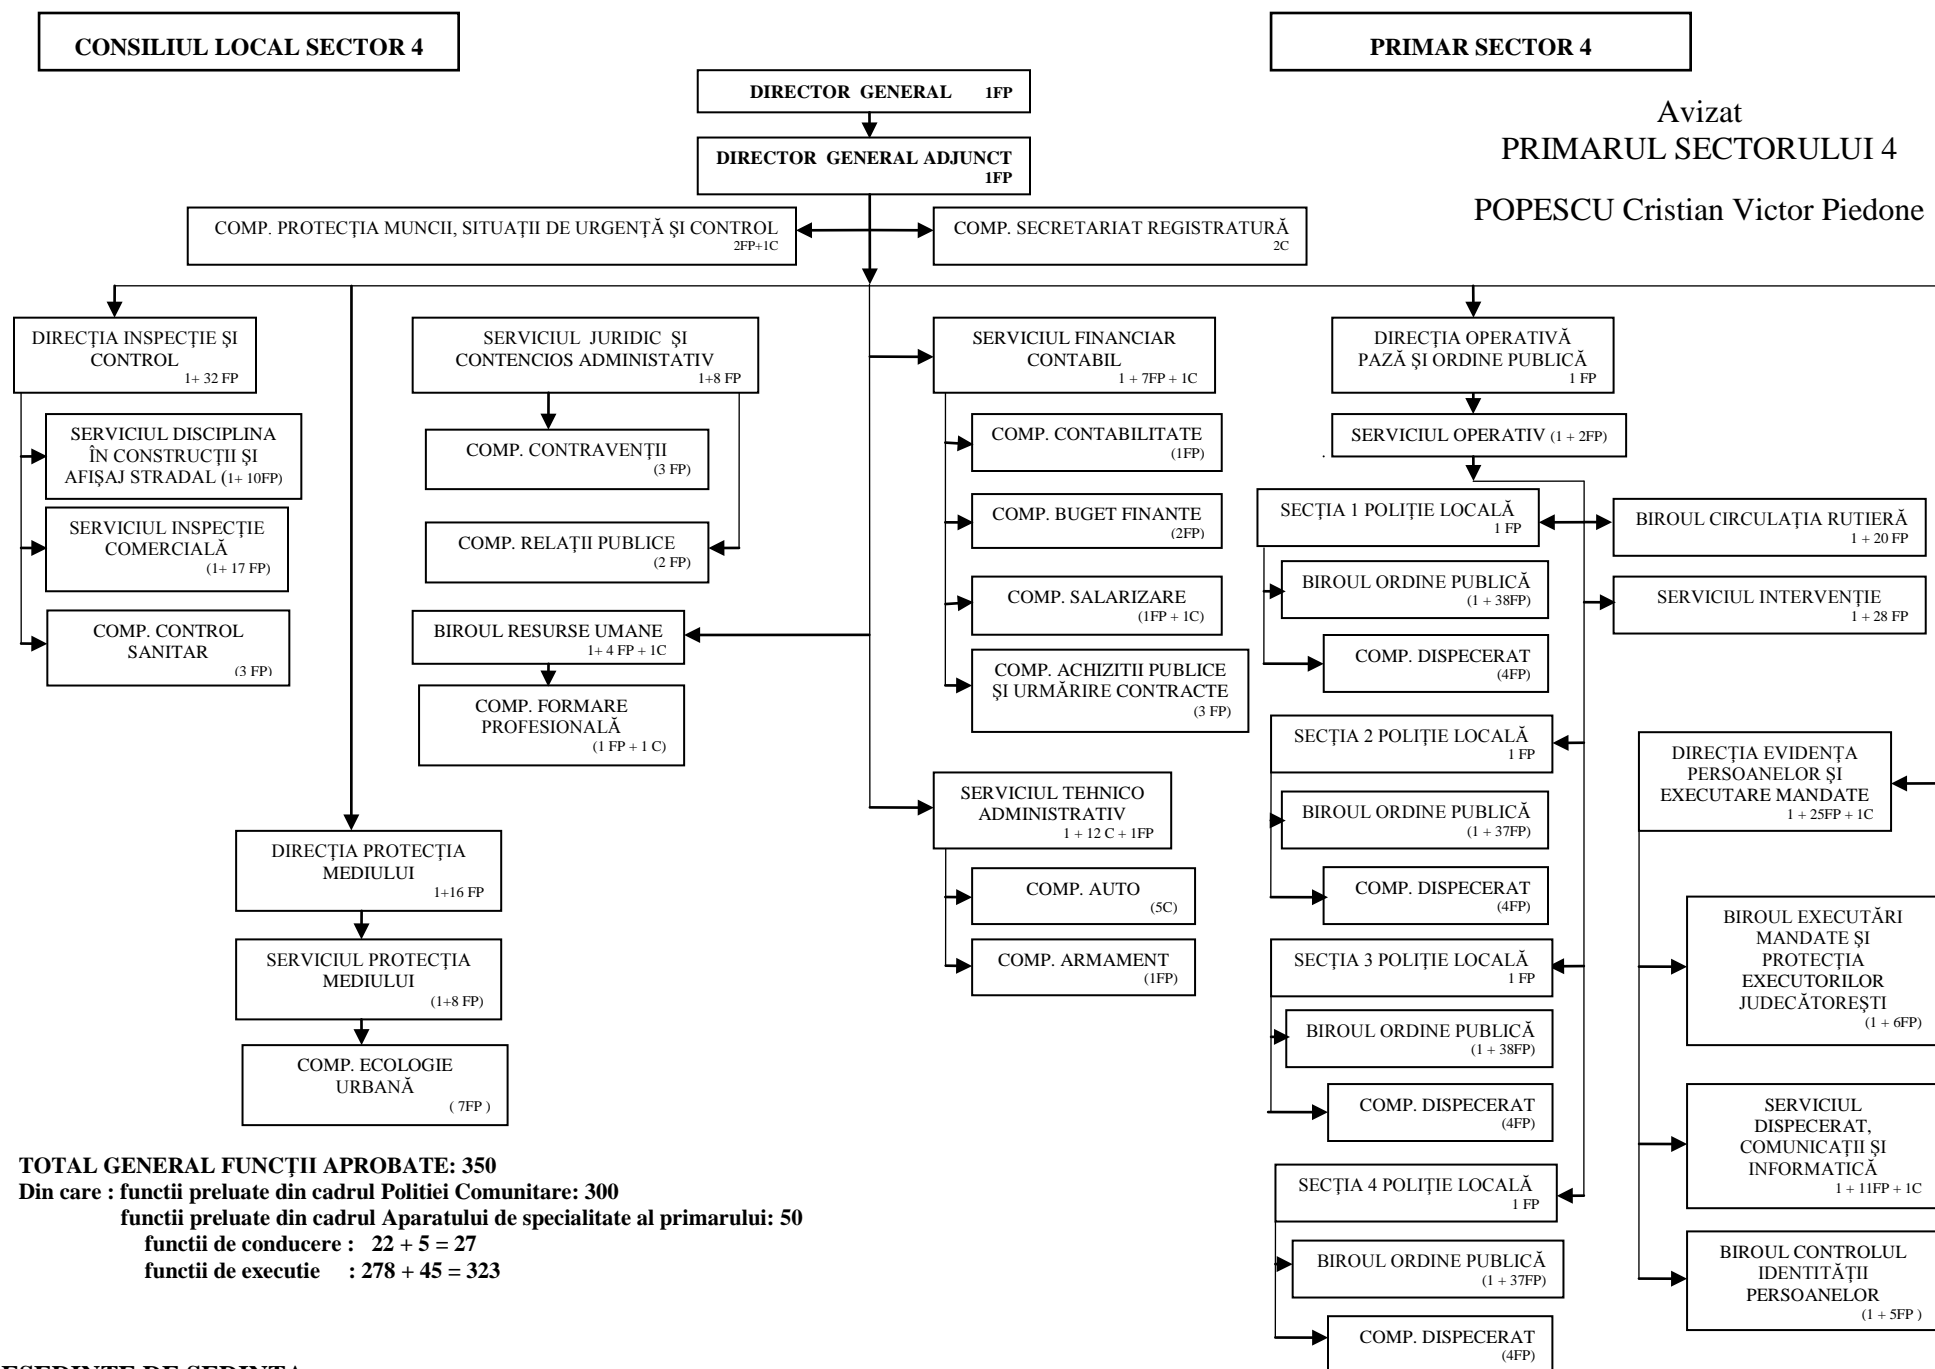 CONSILIUL LOCAL SECTOR 4
PRIMAR SECTOR 4
DIRECTOR GENERAL 1FP
Avizat
PRIMARUL SECTORULUI 4
POPESCU Cristian Victor Piedone
DIRECTOR GENERAL ADJUNCT
1FP
COMP. PROTECȚIA MUNCII, SITUAȚII DE URGENȚĂ ȘI CONTROL
2FP+1C
COMP. SECRETARIAT REGISTRATURĂ
2C
DIRECȚIA INSPECȚIE ȘI
CONTROL
1+ 32 FP
SERVICIUL DISCIPLINA
ÎN CONSTRUCȚII ȘI
AFIȘAJ STRADAL (1+ 10FP)
SERVICIUL INSPECȚIE
COMERCIALĂ
(1+ 17 FP)
COMP. CONTROL
SANITAR
(3 FP)
SERVICIUL JURIDIC ȘI
CONTENCIOS ADMINISTATIV
1+8 FP
COMP. CONTRAVENȚII
(3 FP)
COMP. RELAȚII PUBLICE
(2 FP)
BIROUL RESURSE UMANE
1+ 4 FP + 1C
COMP. FORMARE
PROFESIONALĂ
(1 FP + 1 C)
DIRECȚIA PROTECȚIA
MEDIULUI
1+16 FP
SERVICIUL PROTECȚIA
MEDIULUI
(1+8 FP)
COMP. ECOLOGIE
URBANĂ
( 7FP )
SERVICIUL FINANCIAR
CONTABIL
1 + 7FP + 1C
COMP. CONTABILITATE
(1FP)
COMP. BUGET FINANTE
(2FP)
COMP. SALARIZARE
(1FP + 1C)
COMP. ACHIZITII PUBLICE
ȘI URMĂRIRE CONTRACTE
(3 FP)
SERVICIUL TEHNICO
ADMINISTRATIV
1 + 12 C + 1FP
COMP. AUTO
(5C)
COMP. ARMAMENT
(1FP)
DIRECȚIA OPERATIVĂ
PAZĂ ȘI ORDINE PUBLICĂ
1 FP
SERVICIUL OPERATIV (1 + 2FP)
.
SECȚIA 1 POLIȚIE LOCALĂ
1 FP
BIROUL ORDINE PUBLICĂ
(1 + 38FP)
COMP. DISPECERAT
(4FP)
SECȚIA 2 POLIȚIE LOCALĂ
1 FP
BIROUL ORDINE PUBLICĂ
(1 + 37FP)
COMP. DISPECERAT
(4FP)
SECȚIA 3 POLIȚIE LOCALĂ
1 FP
BIROUL ORDINE PUBLICĂ
(1 + 38FP)
COMP. DISPECERAT
(4FP)
SECȚIA 4 POLIȚIE LOCALĂ
1 FP
BIROUL ORDINE PUBLICĂ
(1 + 37FP)
COMP. DISPECERAT
(4FP)
BIROUL CIRCULAȚIA RUTIERĂ
1 + 20 FP
SERVICIUL INTERVENȚIE
1 + 28 FP
DIRECȚIA EVIDENȚA
PERSOANELOR ȘI
EXECUTARE MANDATE
1 + 25FP + 1C
BIROUL EXECUTĂRI
MANDATE ȘI
PROTECȚIA
EXECUTORILOR
JUDECĂTOREȘTI
(1 + 6FP)
SERVICIUL
DISPECERAT,
COMUNICAȚII ȘI
INFORMATICĂ
1 + 11FP + 1C
BIROUL CONTROLUL
IDENTITĂȚII
PERSOANELOR
(1 + 5FP )
TOTAL GENERAL FUNCȚII APROBATE: 350
Din care : functii preluate din cadrul Politiei Comunitare: 300
functii preluate din cadrul Aparatului de specialitate al primarului: 50
functii de conducere : 22 + 5 = 27
functii de executie : 278 + 45 = 323